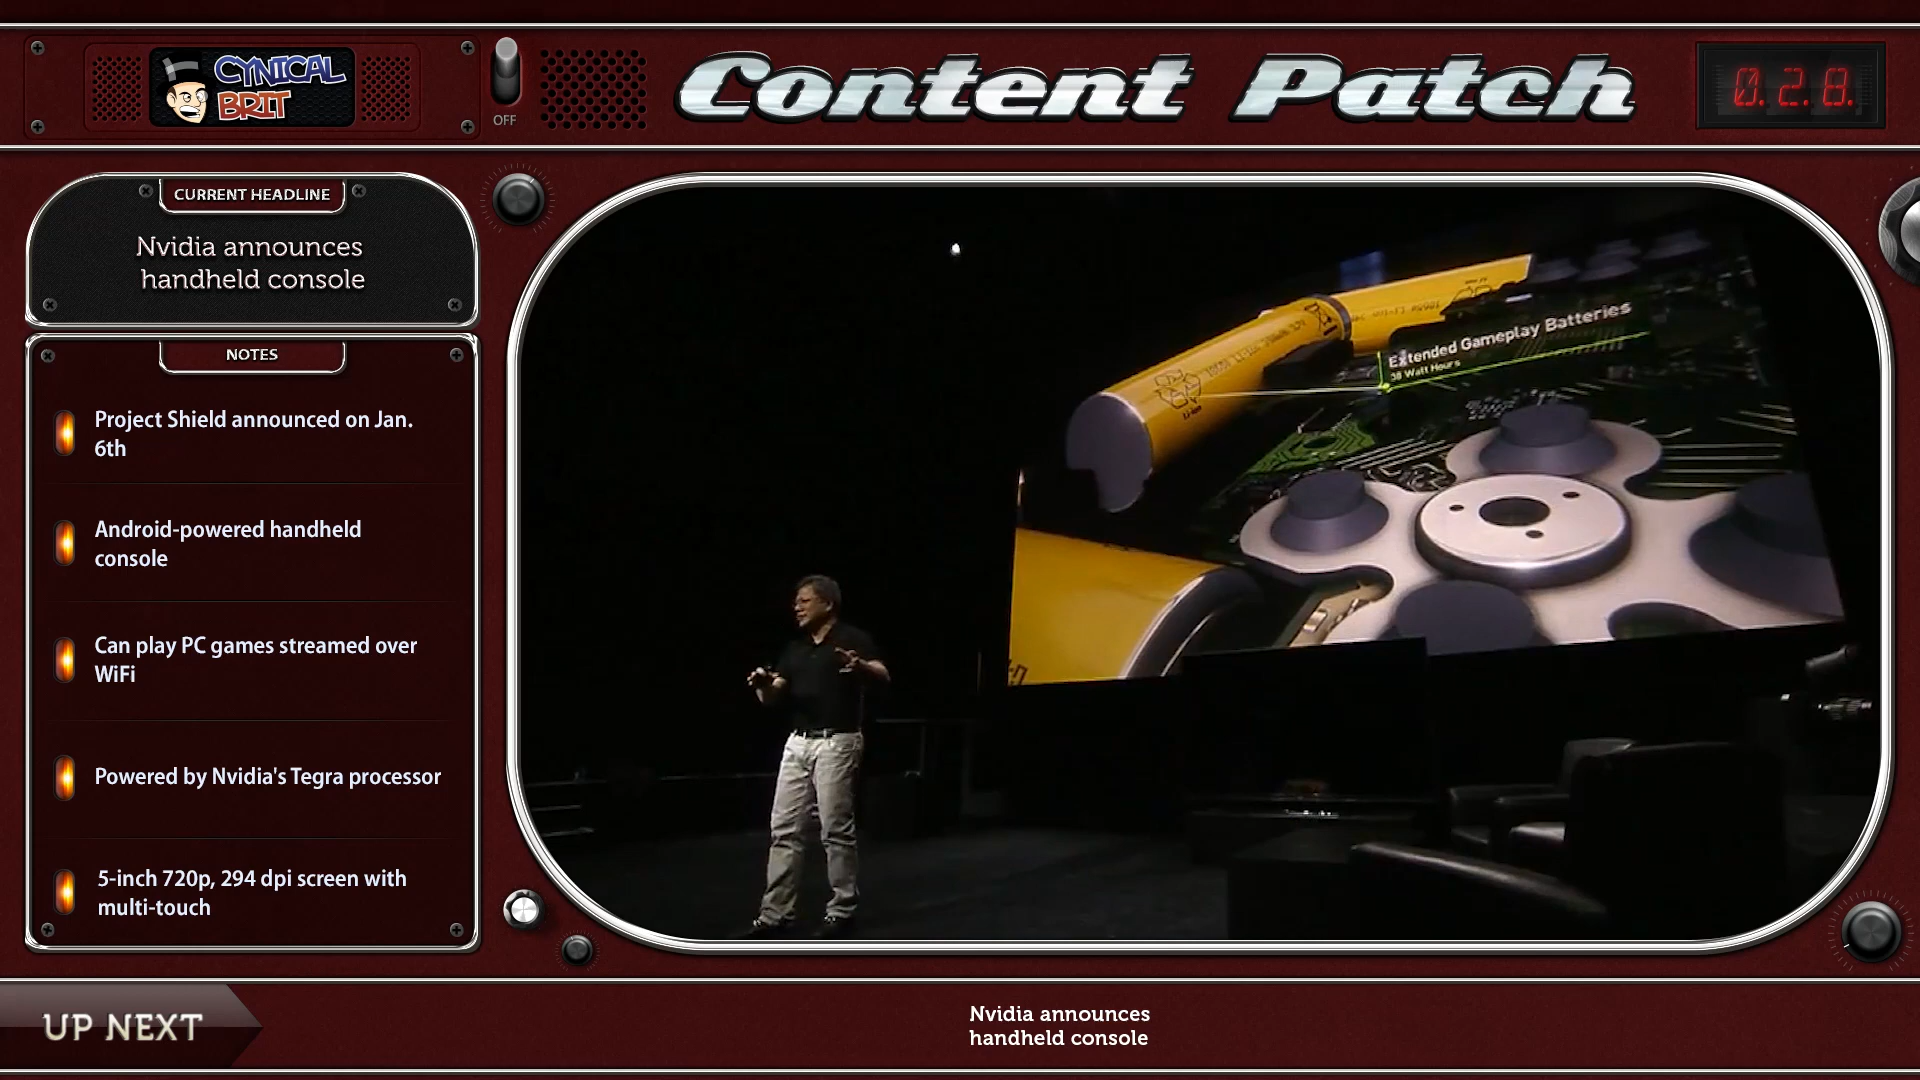 CYNICAL
BRIT
OFF
Content Patch
0.2.8.
CURRENT HEADLINE
Nvidia announces
handheld console
NOTES
Project Shield announced on Jan.
6th
Android-powered handheld
console
Can play PC games streamed over
WiFi
Powered by Nvidia's Tegra processor
5-inch 720p, 294 dpi screen with
multi-touch
Extended Gameplay Batteries
38 Watt Hours
Li-ion
UP NEXT
Nvidia announces
handheld console